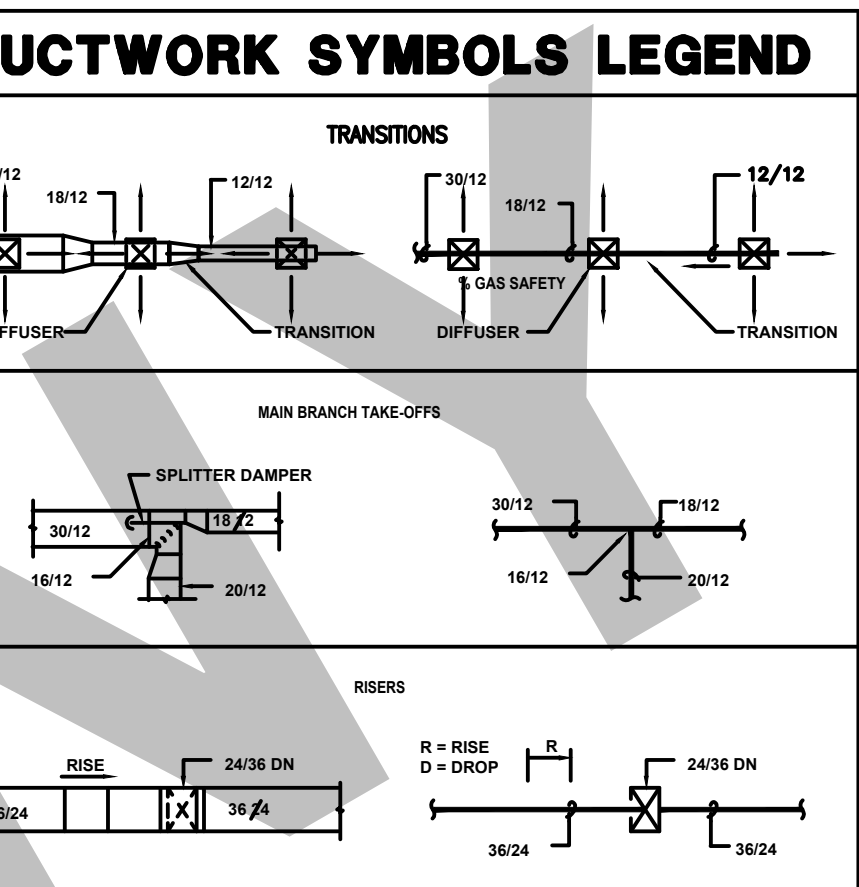 UCTWORK SYMBOLS LEGEND
TRANSITIONS
/12
18/12
12/12
30/12
18/12
12/12
% GAS SAFETY
FFUSER
TRANSITION
DIFFUSER
TRANSITION
MAIN BRANCH TAKE-OFFS
SPLITTER DAMPER
30/12
18/12
16/12
20/12
30/12
18/12
16/12
20/12
RISERS
RISE
24/36 DN
6/24
36/24
R = RISE
D = DROP
R
24/36 DN
36/24
36/24